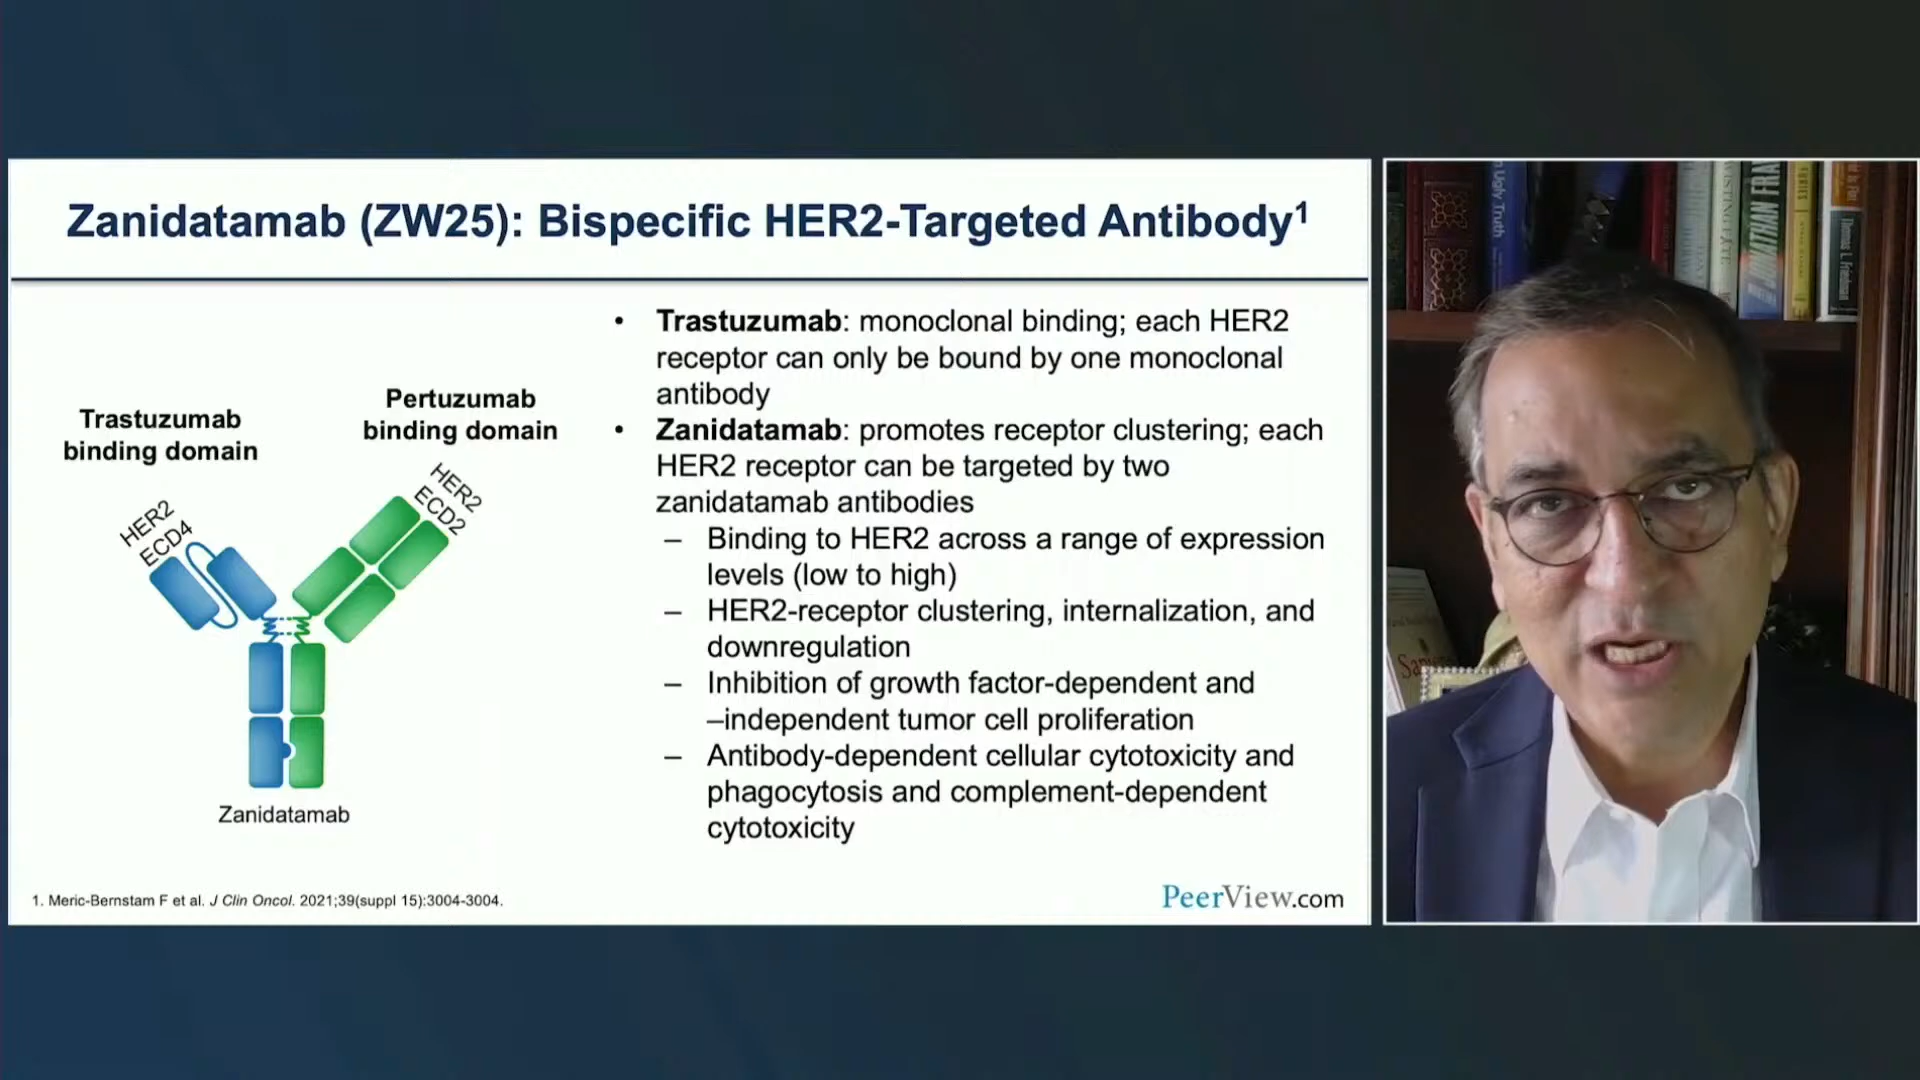 Zanidatamab (ZW25): Bispecific HER2-Targeted Antibody¹
Trastuzumab
binding domain
Pertuzumab
binding domain
HER2
ECD4
HER2
ECD2
Zanidatamab
• Trastuzumab: monoclonal binding; each HER2
receptor can only be bound by one monoclonal
antibody
• Zanidatamab: promotes receptor clustering; each
HER2 receptor can be targeted by two
zanidatamab antibodies
– Binding to HER2 across a range of expression
levels (low to high)
– HER2-receptor clustering, internalization, and
downregulation
– Inhibition of growth factor-dependent and
–independent tumor cell proliferation
– Antibody-dependent cellular cytotoxicity and
phagocytosis and complement-dependent
cytotoxicity
1. Meric-Bernstam F et al. J Clin Oncol. 2021;39(suppl 15):3004-3004.
PeerView.com
Ugly Truth
Thomas L. Friedman